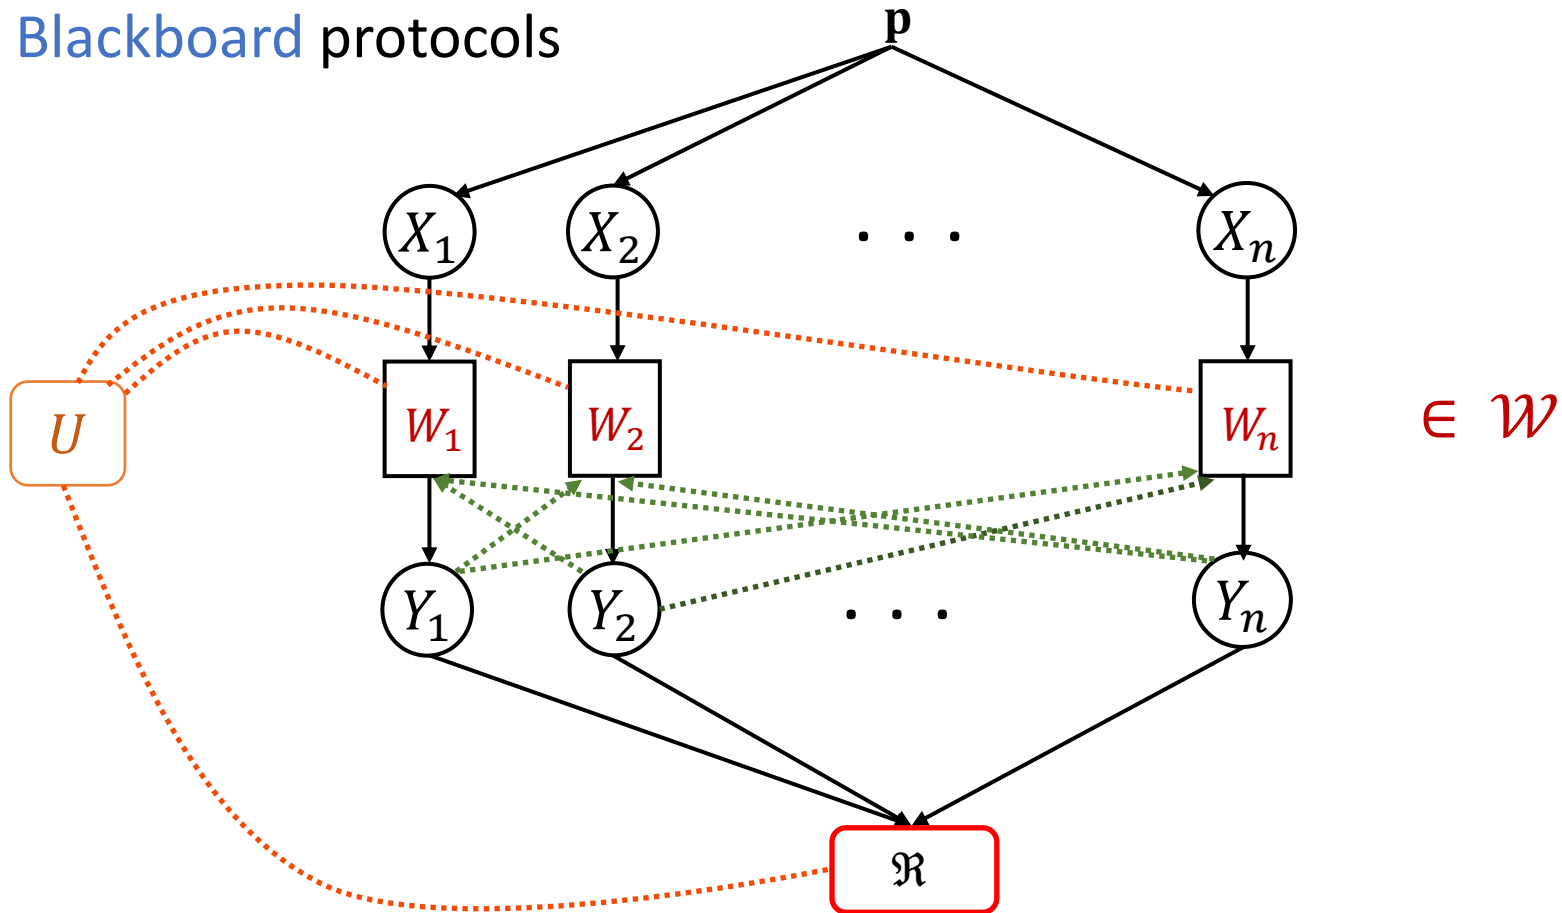 Blackboard protocols
p
X₁ X₂ . . . Xₙ
U W₁ W₂ Wₙ ∈ 𝒲
Y₁ Y₂ . . . Yₙ
ℜ